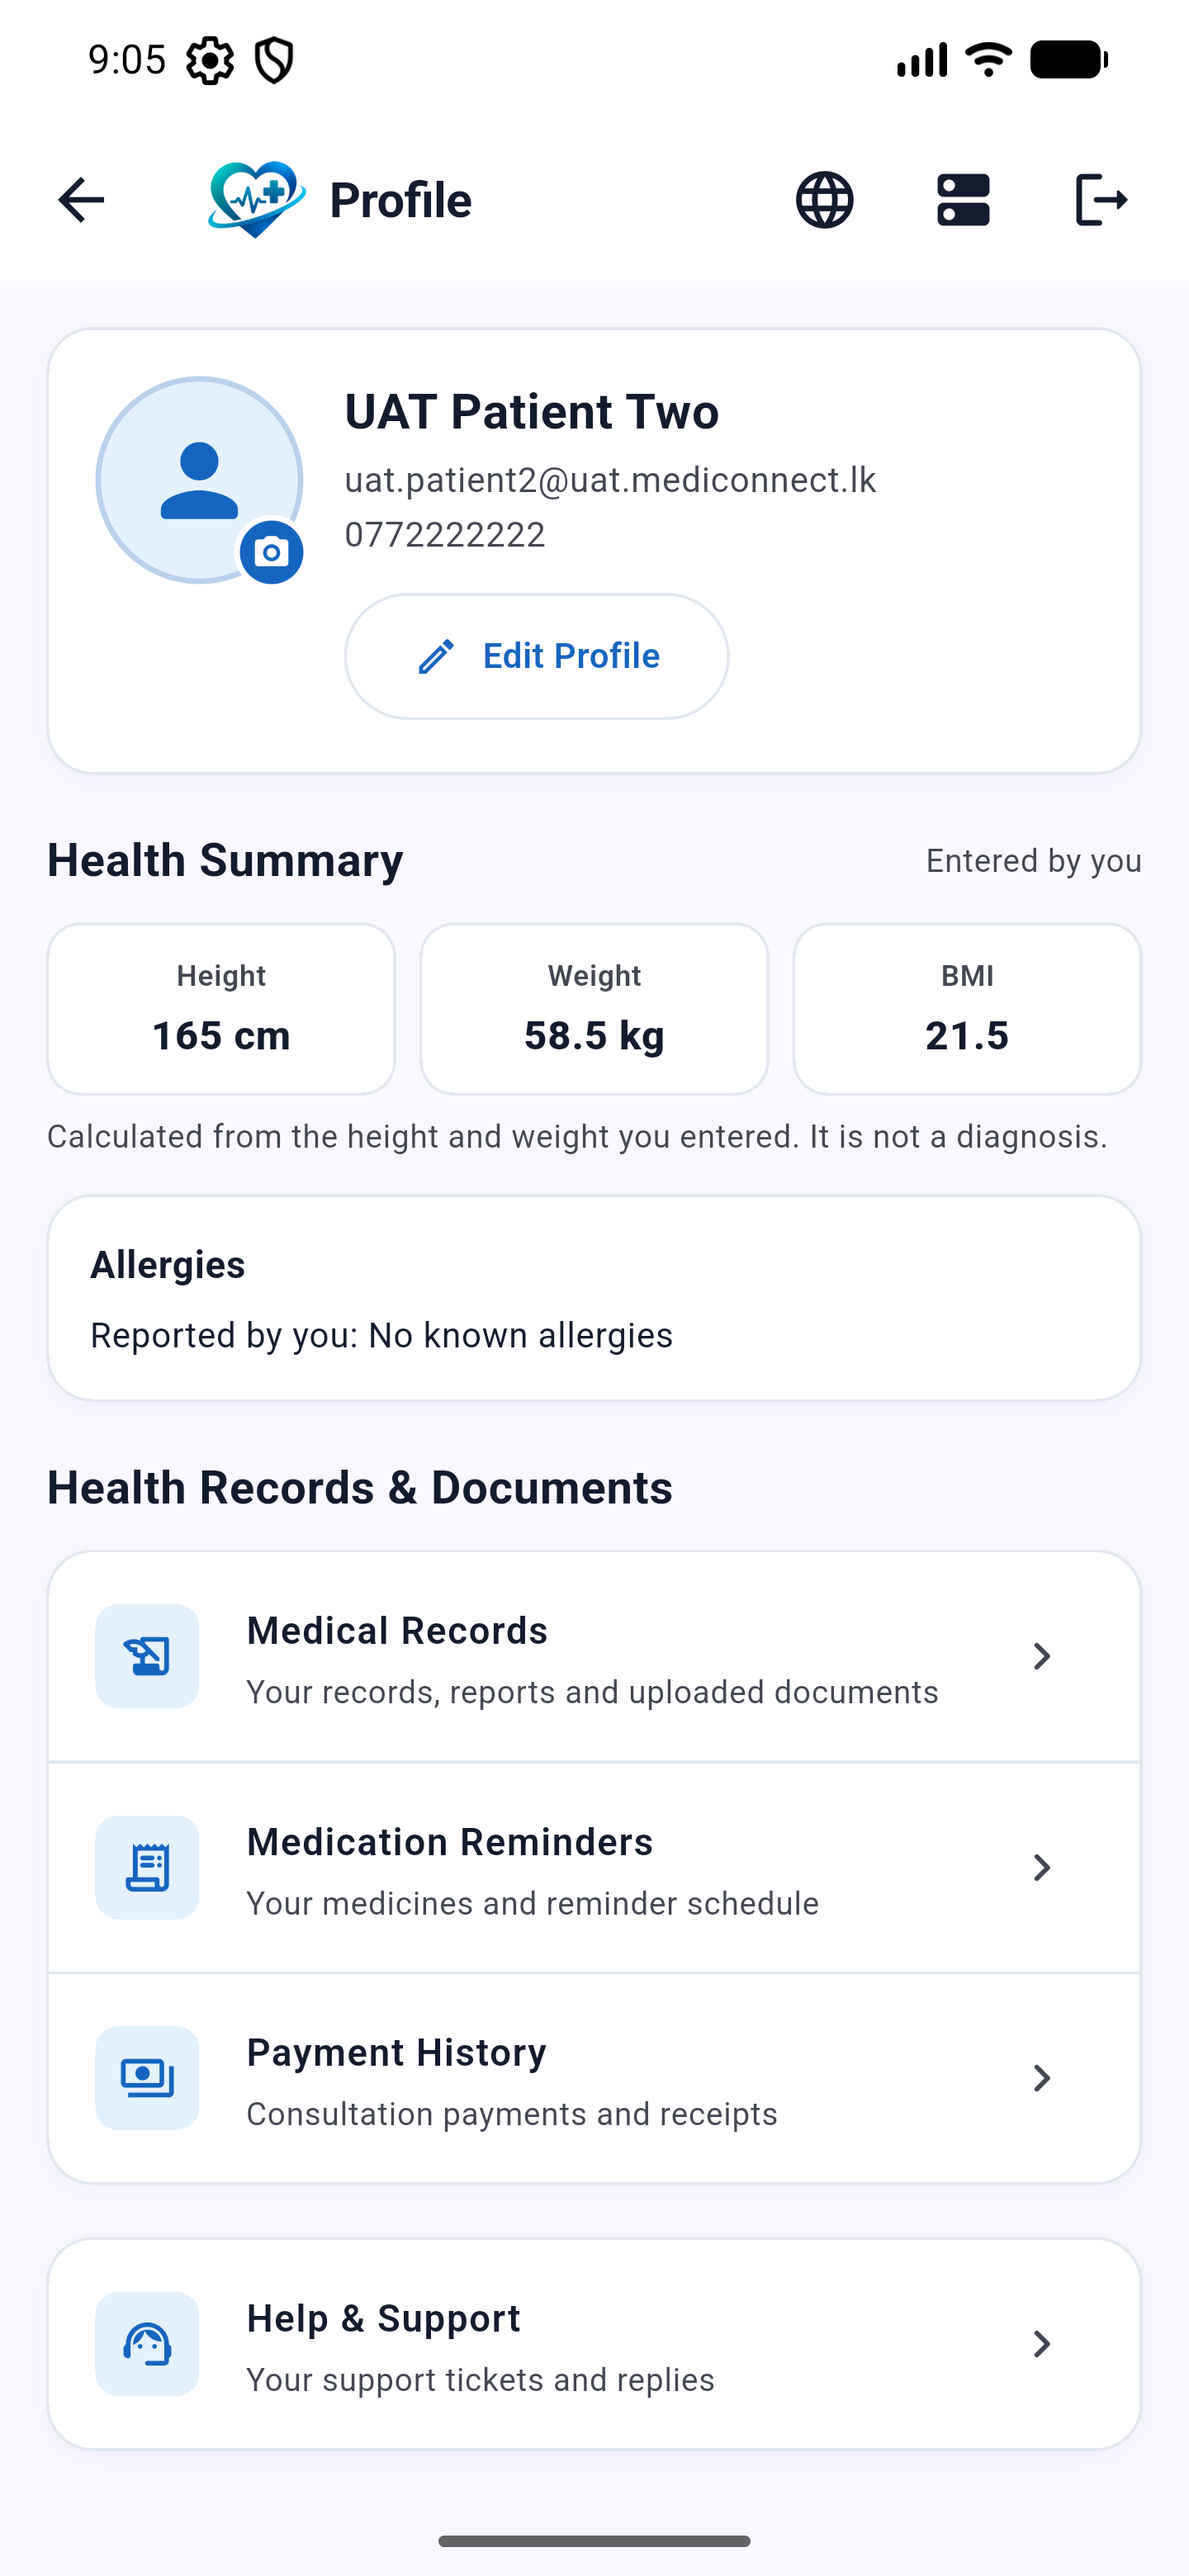 9:05
Profile
UAT Patient Two
uat.patient2@uat.mediconnect.lk
0772222222
Edit Profile
Health Summary
Entered by you
Height
165 cm
Weight
58.5 kg
BMI
21.5
Calculated from the height and weight you entered. It is not a diagnosis.
Allergies
Reported by you: No known allergies
Health Records & Documents
Medical Records
Your records, reports and uploaded documents
Medication Reminders
Your medicines and reminder schedule
Payment History
Consultation payments and receipts
Help & Support
Your support tickets and replies